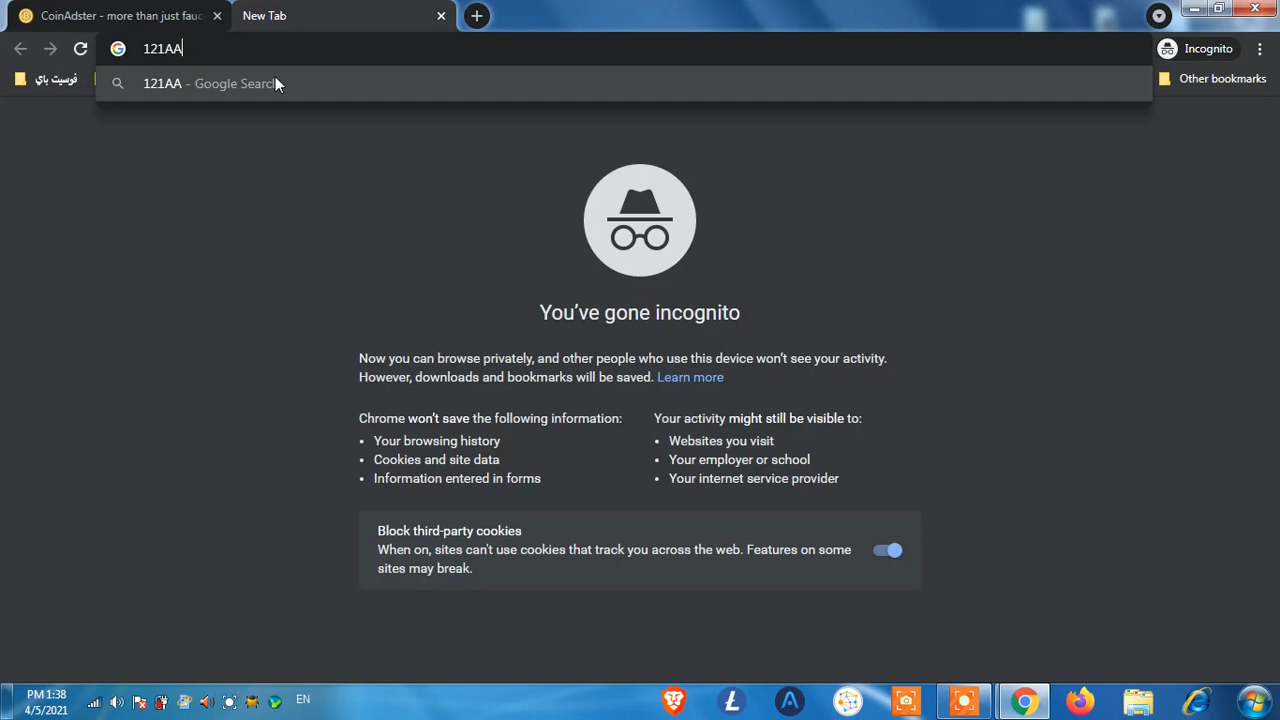 CoinAdster - more than just fauc
New Tab
121AA
Incognito
121AA - Google Search
فوسيت باي
Other bookmarks
You've gone incognito
Now you can browse privately, and other people who use this device won't see your activity.
However, downloads and bookmarks will be saved. Learn more
Chrome won't save the following information:
• Your browsing history
• Cookies and site data
• Information entered in forms
Your activity might still be visible to:
• Websites you visit
• Your employer or school
• Your internet service provider
Block third-party cookies
When on, sites can't use cookies that track you across the web. Features on some
sites may break.
PM 1:38
4/5/2021
EN